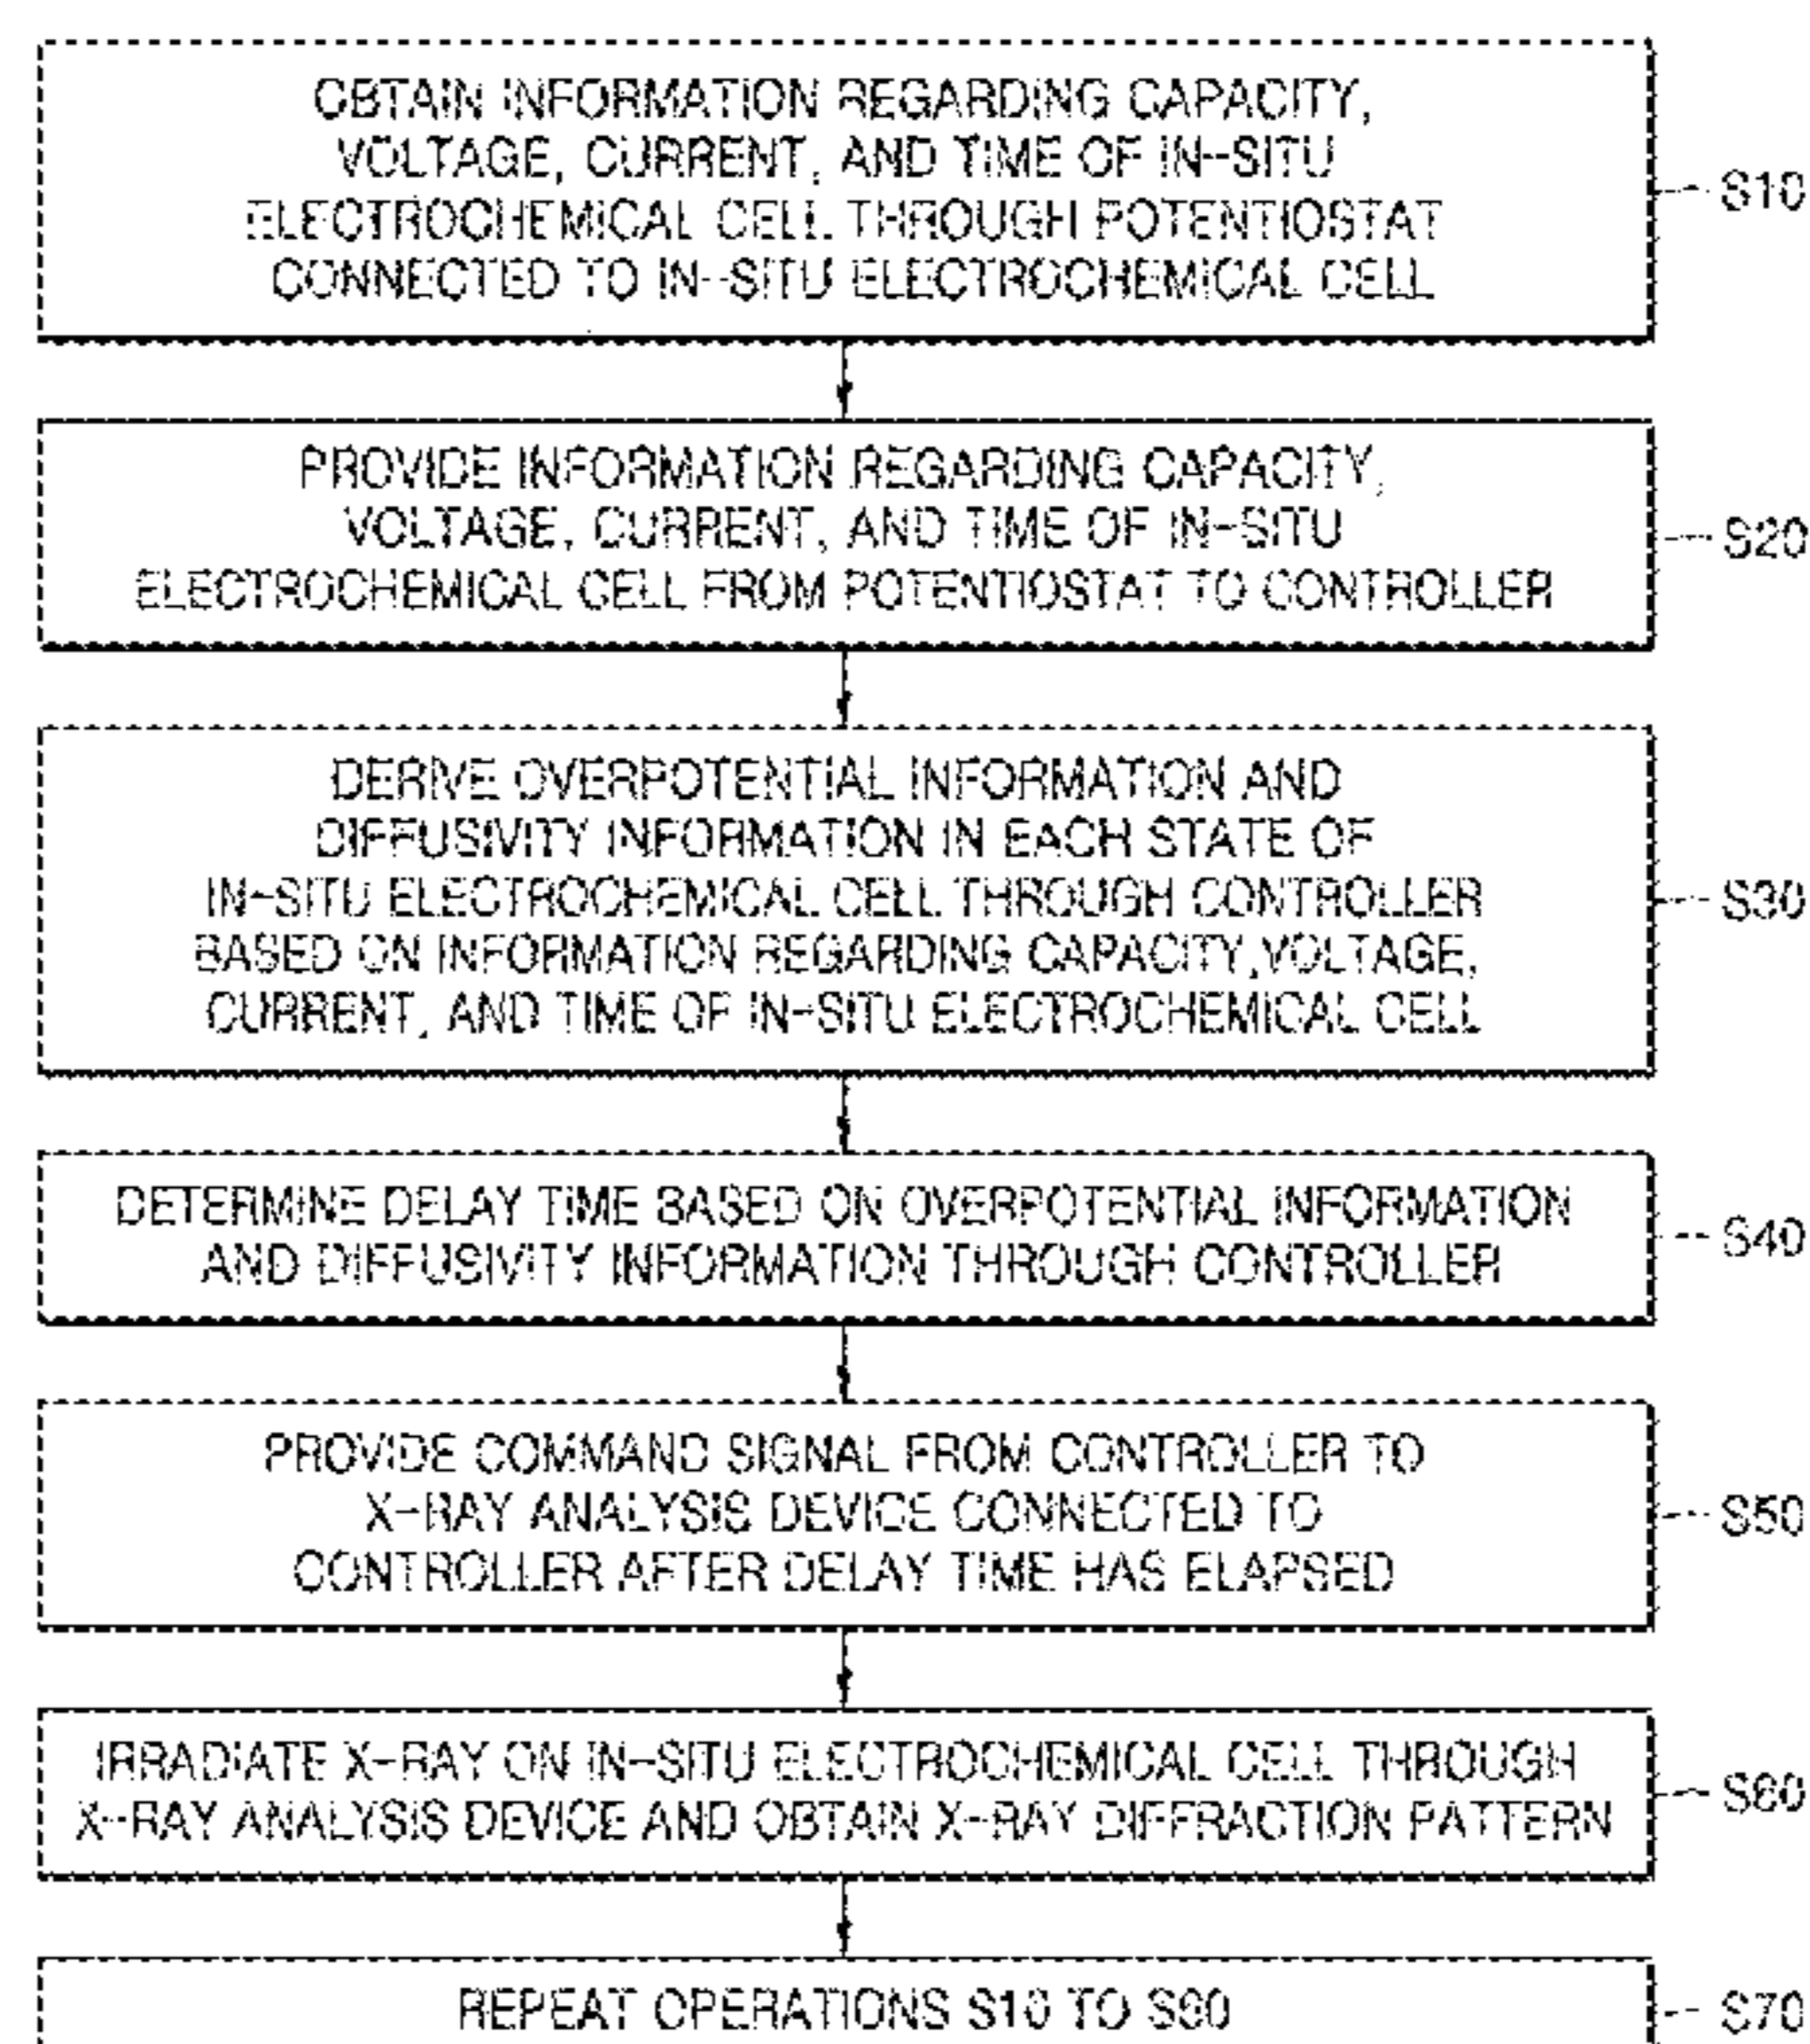 OBTAIN INFORMATION REGARDING CAPACITY,
VOLTAGE, CURRENT, AND TIME OF IN-SITU
ELECTROCHEMICAL CELL THROUGH POTENTIOSTAT
CONNECTED TO IN-SITU ELECTROCHEMICAL CELL
S10
PROVIDE INFORMATION REGARDING CAPACITY,
VOLTAGE, CURRENT, AND TIME OF IN-SITU
ELECTROCHEMICAL CELL FROM POTENTIOSTAT TO CONTROLLER
S20
DERIVE OVERPOTENTIAL INFORMATION AND
DIFFUSIVITY INFORMATION IN EACH STATE OF
IN-SITU ELECTROCHEMICAL CELL THROUGH CONTROLLER
BASED ON INFORMATION REGARDING CAPACITY,VOLTAGE,
CURRENT, AND TIME OF IN-SITU ELECTROCHEMICAL CELL
S30
DETERMINE DELAY TIME BASED ON OVERPOTENTIAL INFORMATION
AND DIFFUSIVITY INFORMATION THROUGH CONTROLLER
S40
PROVIDE COMMAND SIGNAL FROM CONTROLLER TO
X-RAY ANALYSIS DEVICE CONNECTED TO
CONTROLLER AFTER DELAY TIME HAS ELAPSED
S50
IRRADIATE X-RAY ON IN-SITU ELECTROCHEMICAL CELL THROUGH
X-RAY ANALYSIS DEVICE AND OBTAIN X-RAY DIFFRACTION PATTERN
S60
REPEAT OPERATIONS S10 TO S60
S70